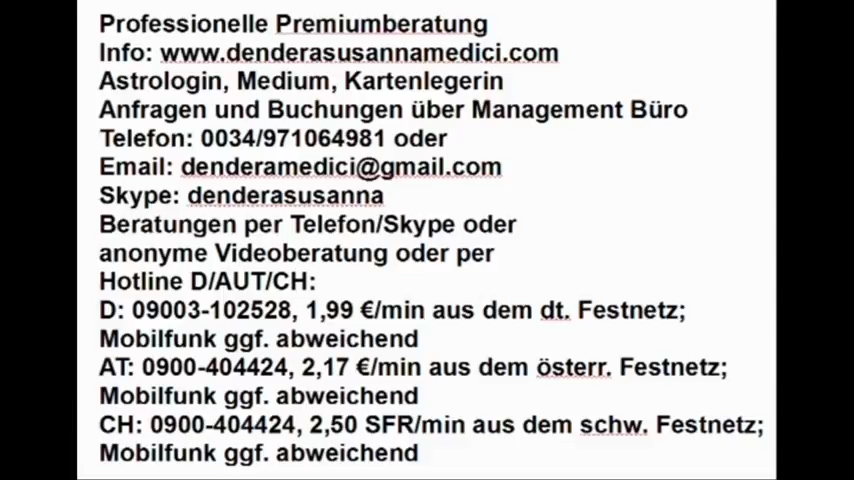 Professionelle Premiumberatung
Info: www.denderasusannamedici.com
Astrologin, Medium, Kartenlegerin
Anfragen und Buchungen über Management Büro
Telefon: 0034/971064981 oder
Email: denderamedici@gmail.com
Skype: denderasusanna
Beratungen per Telefon/Skype oder
anonyme Videoberatung oder per
Hotline D/AUT/CH:
D: 09003-102528, 1,99 €/min aus dem dt. Festnetz;
Mobilfunk ggf. abweichend
AT: 0900-404424, 2,17 €/min aus dem österr. Festnetz;
Mobilfunk ggf. abweichend
CH: 0900-404424, 2,50 SFR/min aus dem schw. Festnetz;
Mobilfunk ggf. abweichend